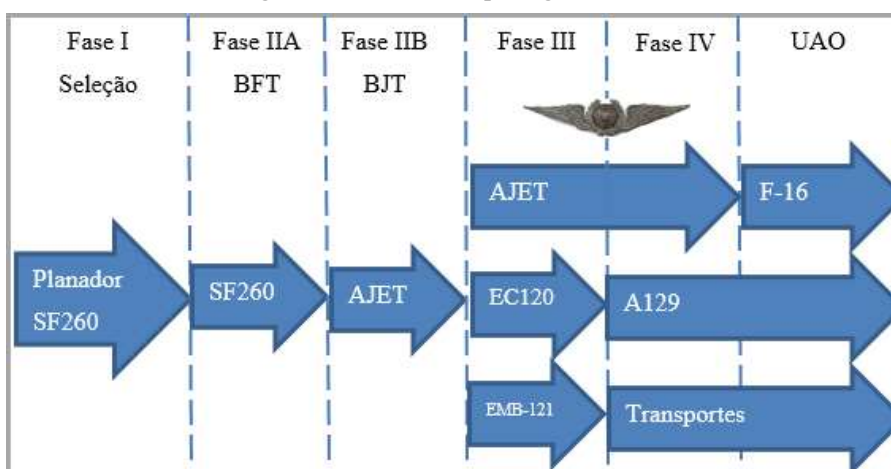 Fase I
Seleção
Fase IIA
BFT
Fase IIB
BJT
Fase III
Fase IV
UAO
AJET
F-16
Planador
SF260
SF260
AJET
EC120
A129
EMB-121
Transportes